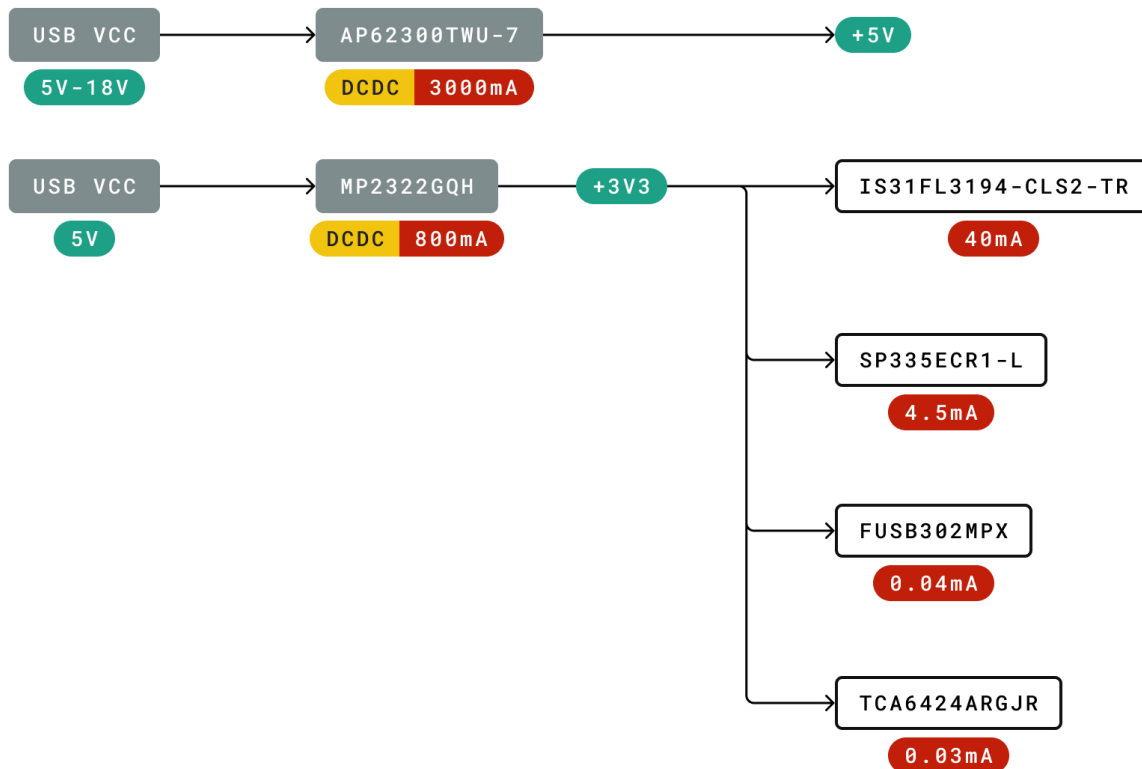 USB VCC
AP62300TWU-7
+5V
5V-18V
DCDC 3000mA
USB VCC
MP2322GQH
+3V3
IS31FL3194-CLS2-TR
5V
DCDC 800mA
40mA
SP335ECR1-L
4.5mA
FUSB302MPX
0.04mA
TCA6424ARGJR
0.03mA